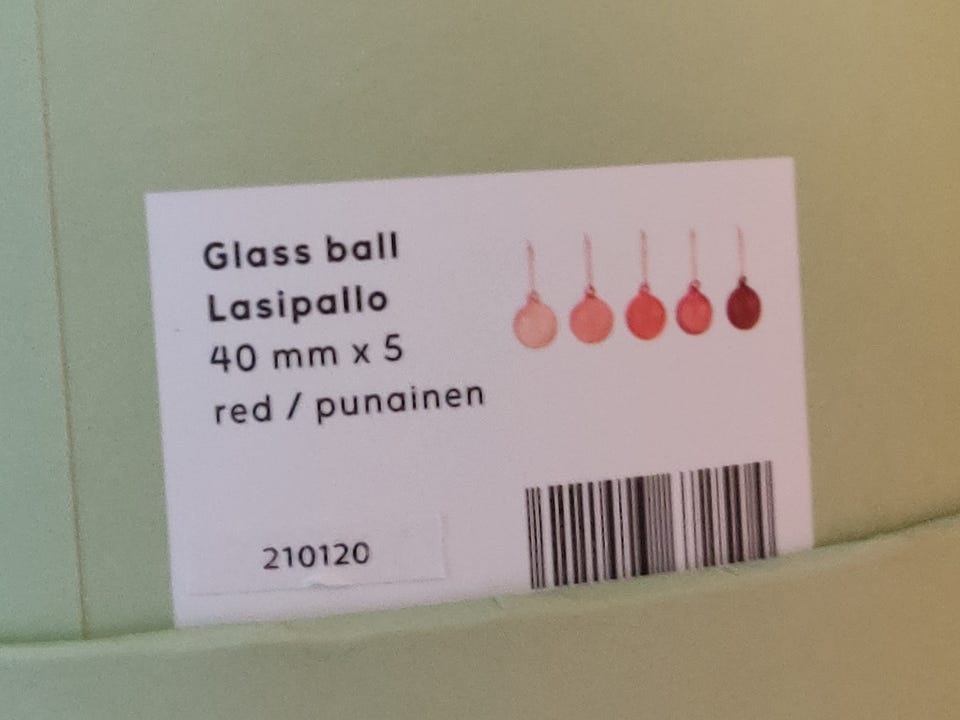 Glass ball
Lasipallo
40 mm x 5
red / punainen
210120